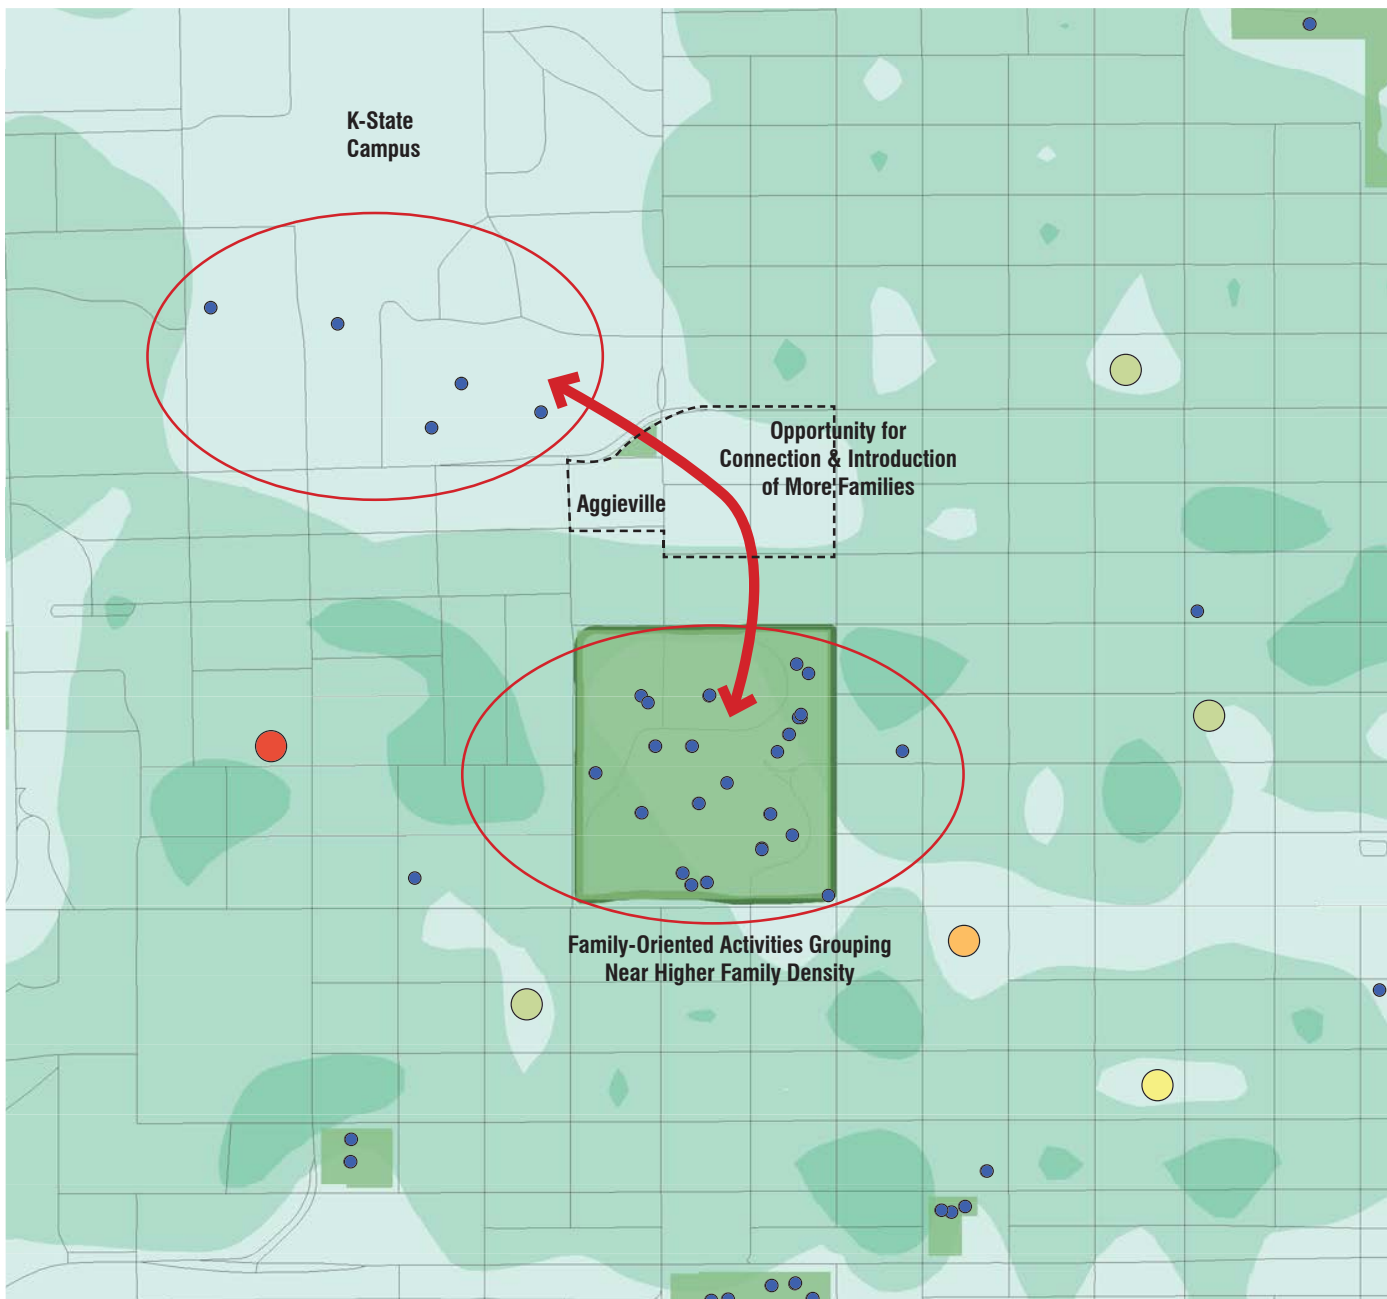 K-State
Campus
Opportunity for
Connection & Introduction
of More Families
Aggieville
Family-Oriented Activities Grouping
Near Higher Family Density